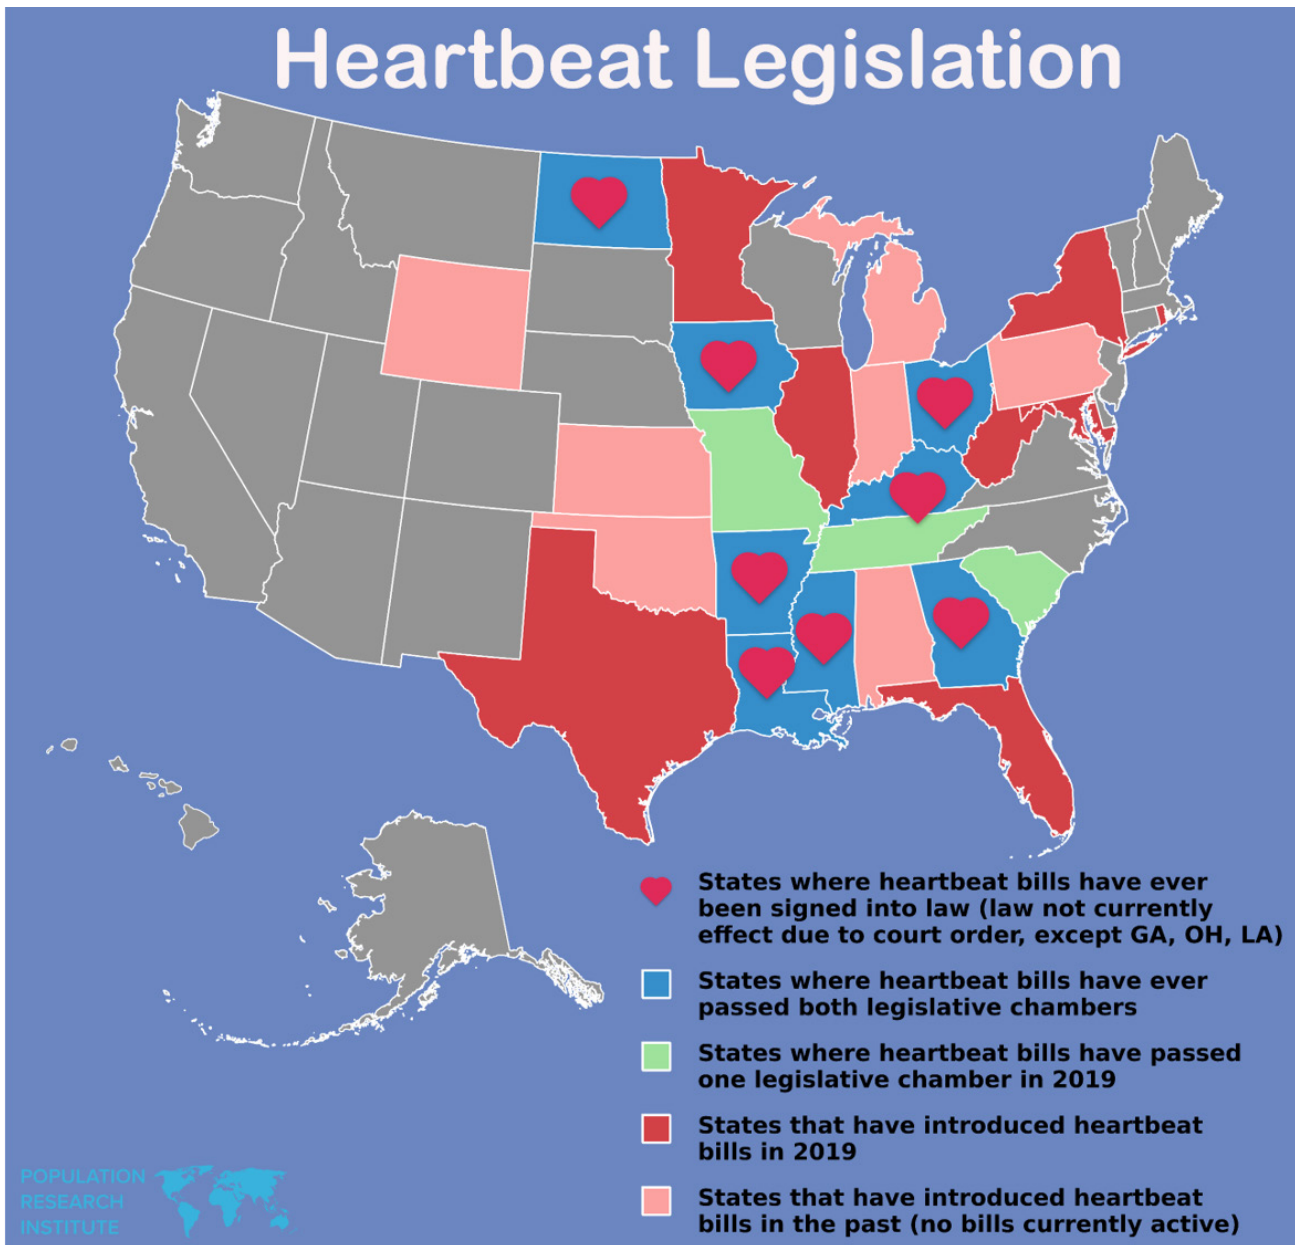 Heartbeat Legislation
States where heartbeat bills have ever
been signed into law (law not currently
effect due to court order, except GA, OH, LA)
States where heartbeat bills have ever
passed both legislative chambers
States where heartbeat bills have passed
one legislative chamber in 2019
States that have introduced heartbeat
bills in 2019
States that have introduced heartbeat
bills in the past (no bills currently active)
POPULATION
RESEARCH
INSTITUTE